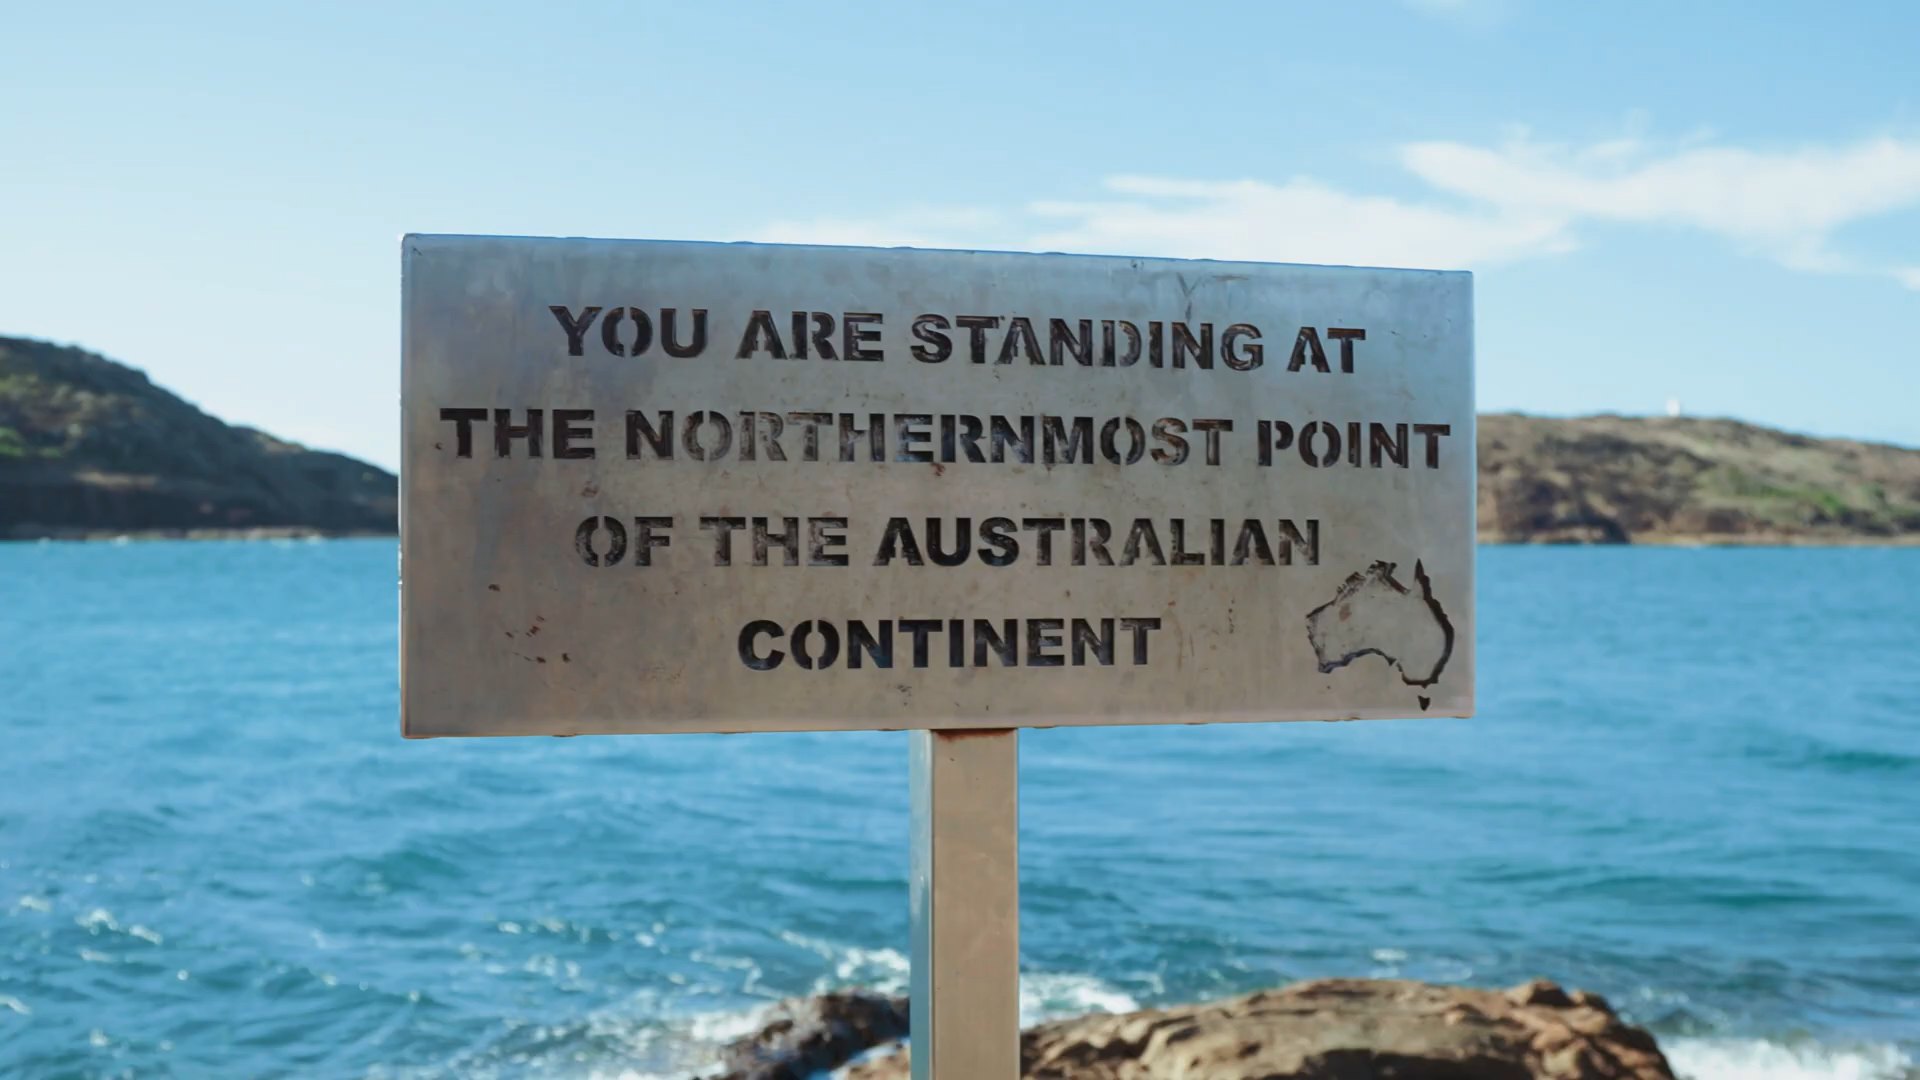 YOU ARE STANDING AT
THE NORTHERNMOST POINT
OF THE AUSTRALIAN
CONTINENT